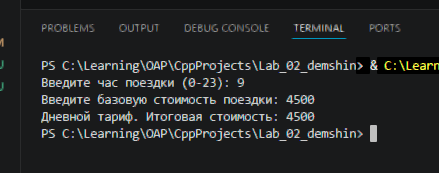 PROBLEMS OUTPUT DEBUG CONSOLE TERMINAL PORTS
PS C:\Learning\OAP\CppProjects\Lab_02_demshin> & C:\Lear
Введите час поездки (0-23): 9
Введите базовую стоимость поездки: 4500
Дневной тариф. Итоговая стоимость: 4500
PS C:\Learning\OAP\CppProjects\Lab_02_demshin>